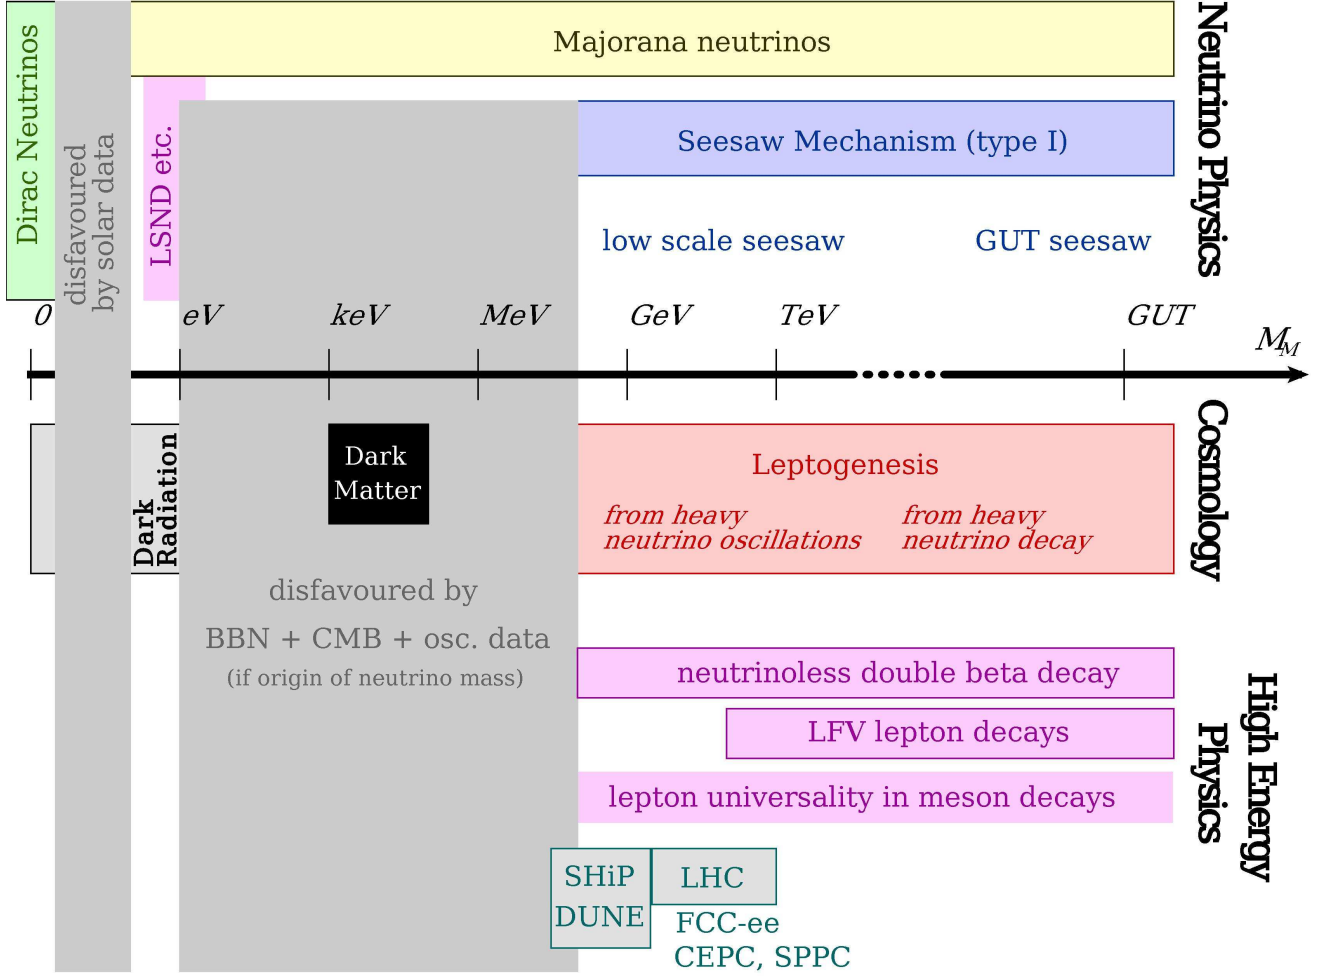 Dirac Neutrinos
disfavoured
by solar data
Majorana neutrinos
LSND etc.
Seesaw Mechanism (type I)
low scale seesaw
GUT seesaw
Neutrino Physics
0
eV
keV
MeV
GeV
TeV
GUT
M_M
Dark
Radiation
Dark
Matter
Leptogenesis
from heavy
neutrino oscillations
from heavy
neutrino decay
Cosmology
disfavoured by
BBN + CMB + osc. data
(if origin of neutrino mass)
neutrinoless double beta decay
LFV lepton decays
lepton universality in meson decays
High Energy
Physics
SHiP
DUNE
LHC
FCC-ee
CEPC, SPPC